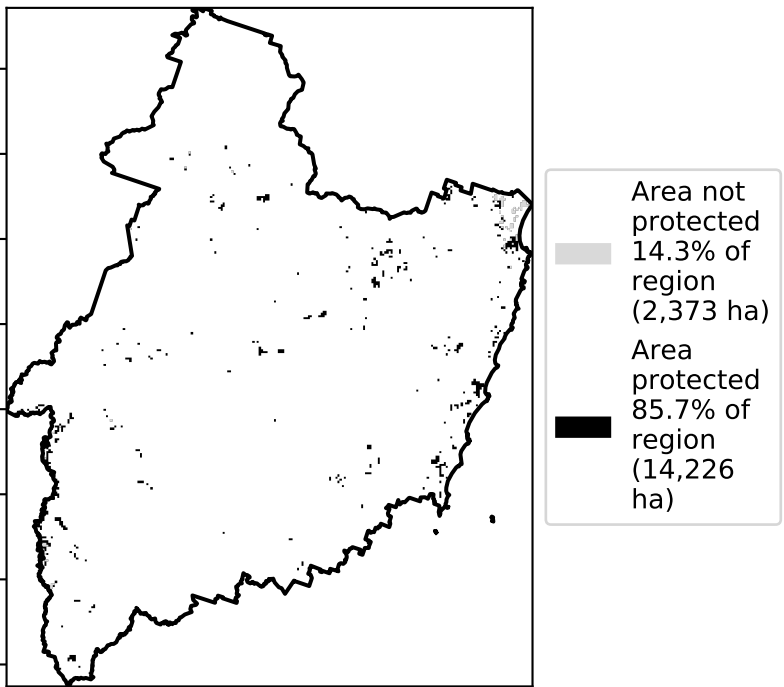 Area not
protected
14.3% of
region
(2,373 ha)
Area
protected
85.7% of
region
(14,226
ha)